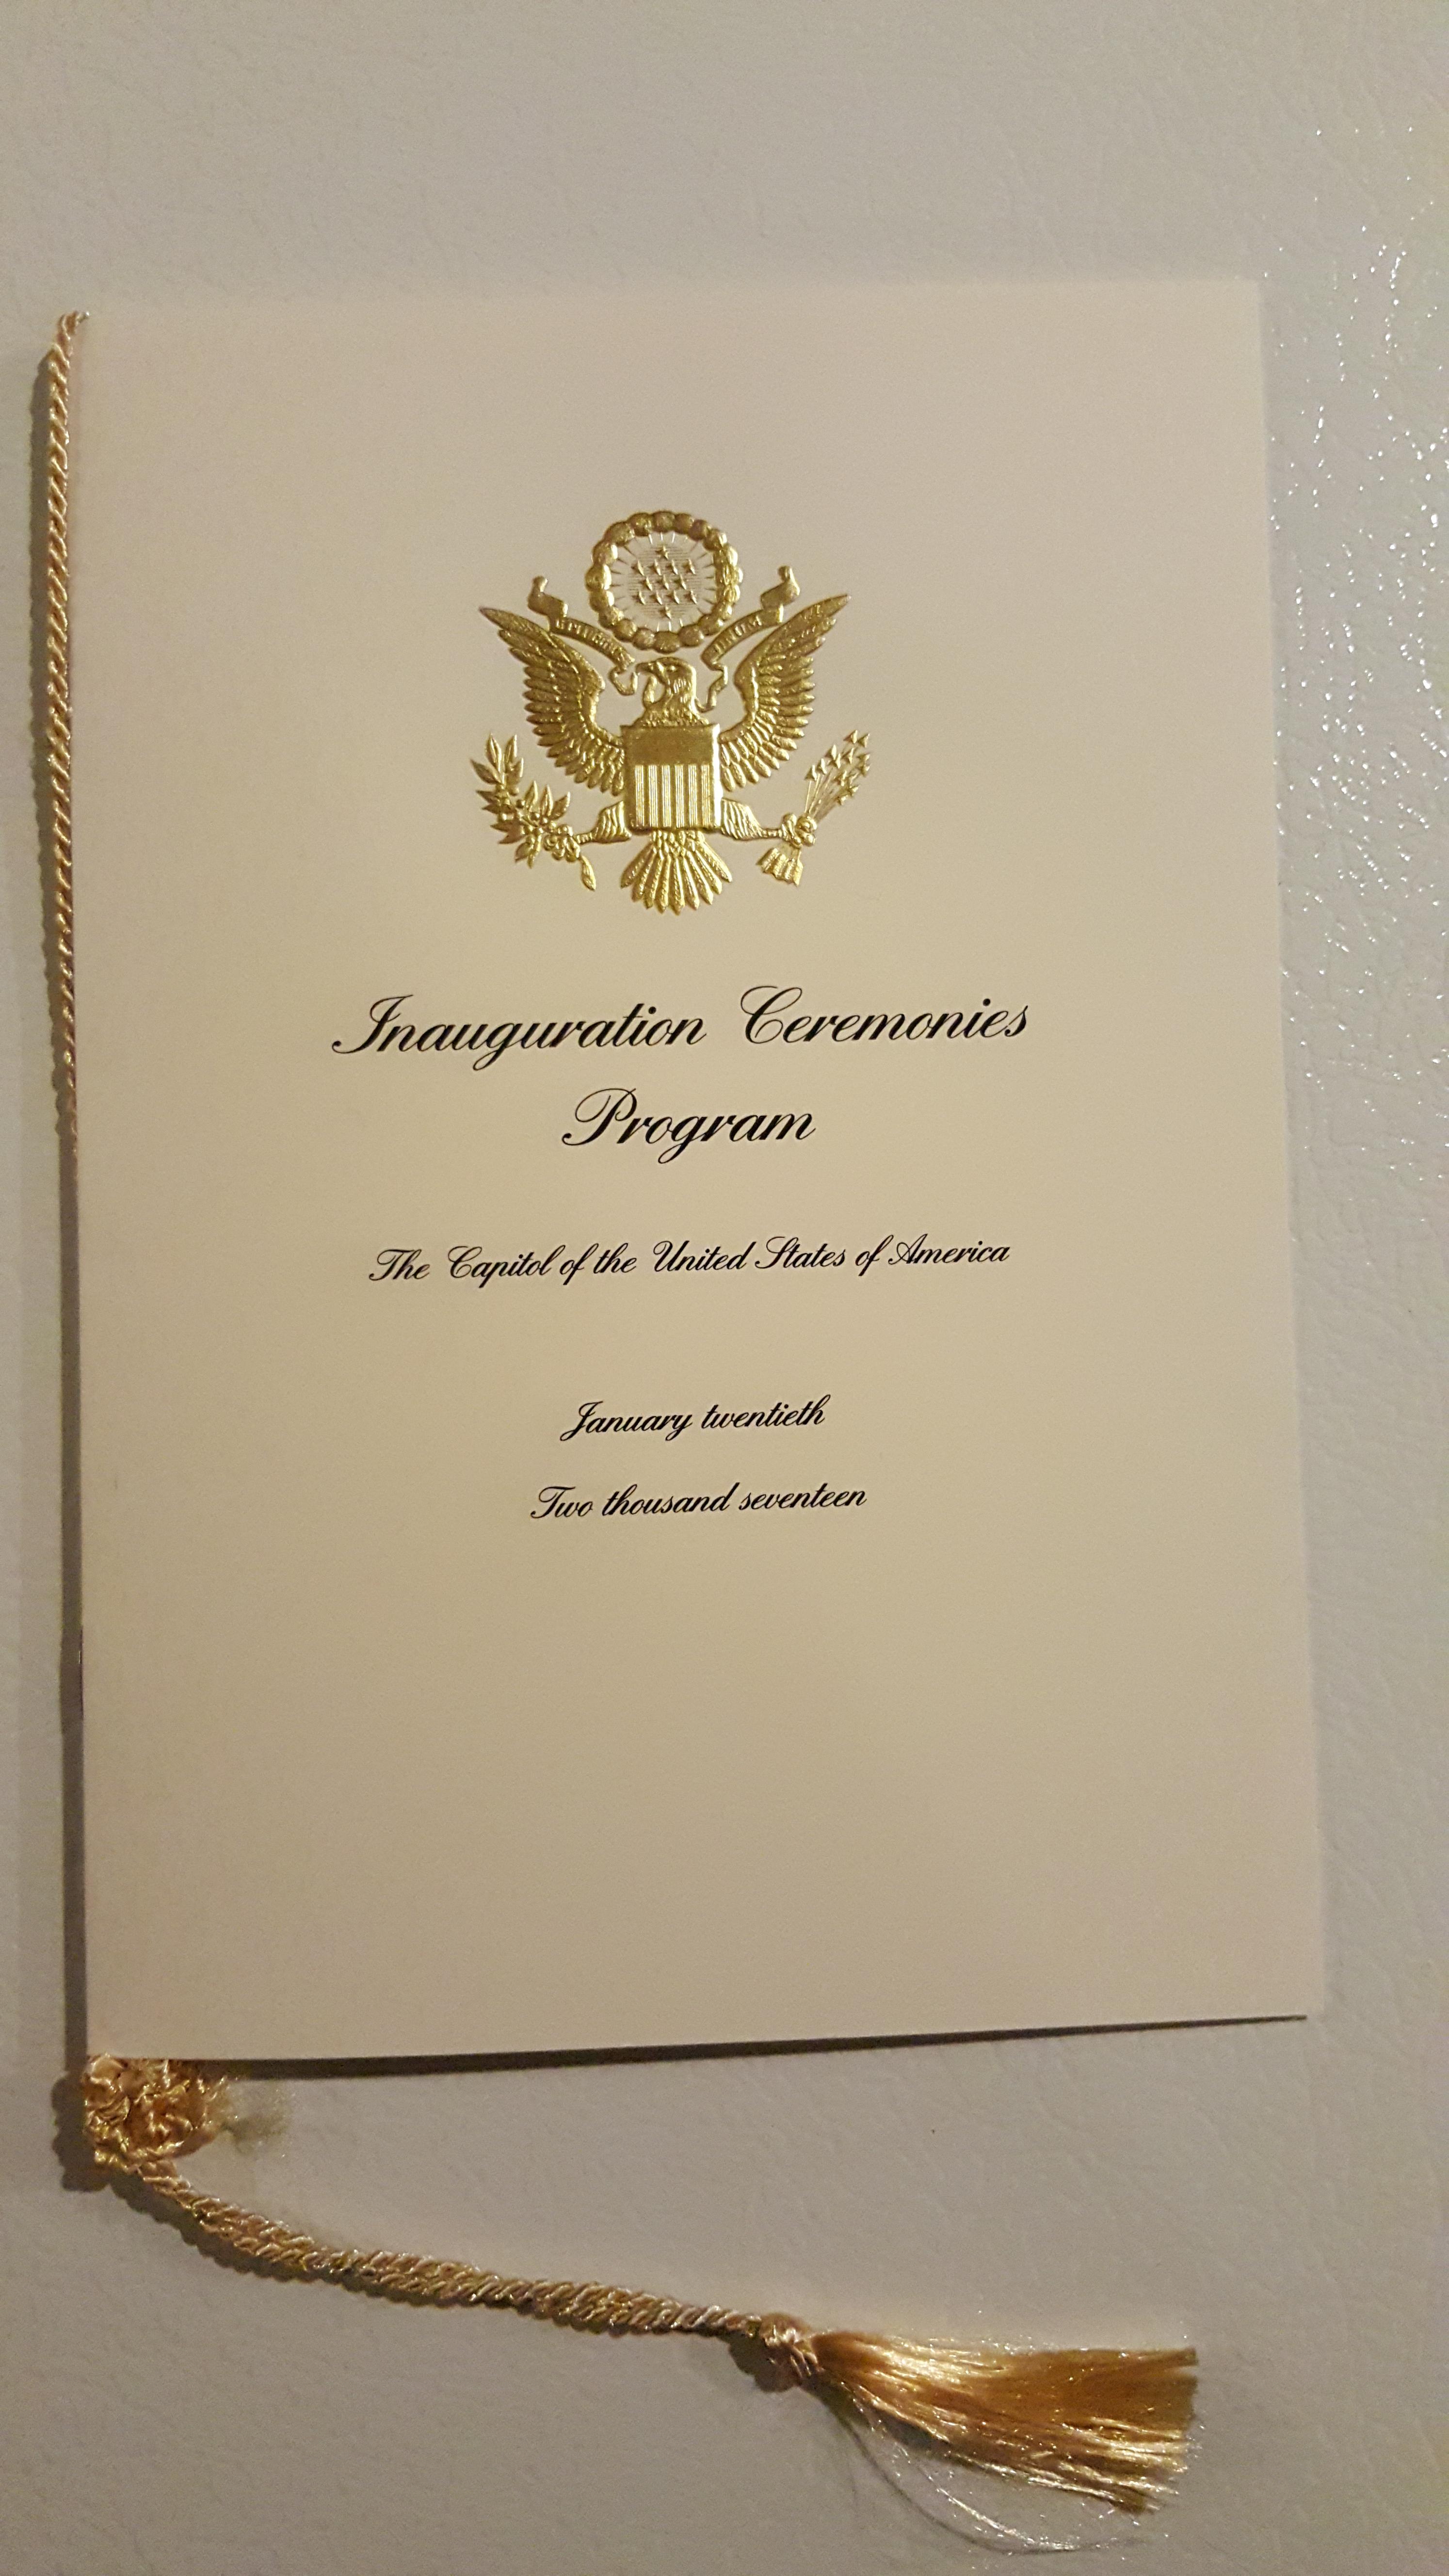 Inauguration Ceremonies
Program
The Capitol of the United States of America
January twentieth
Two thousand seventeen